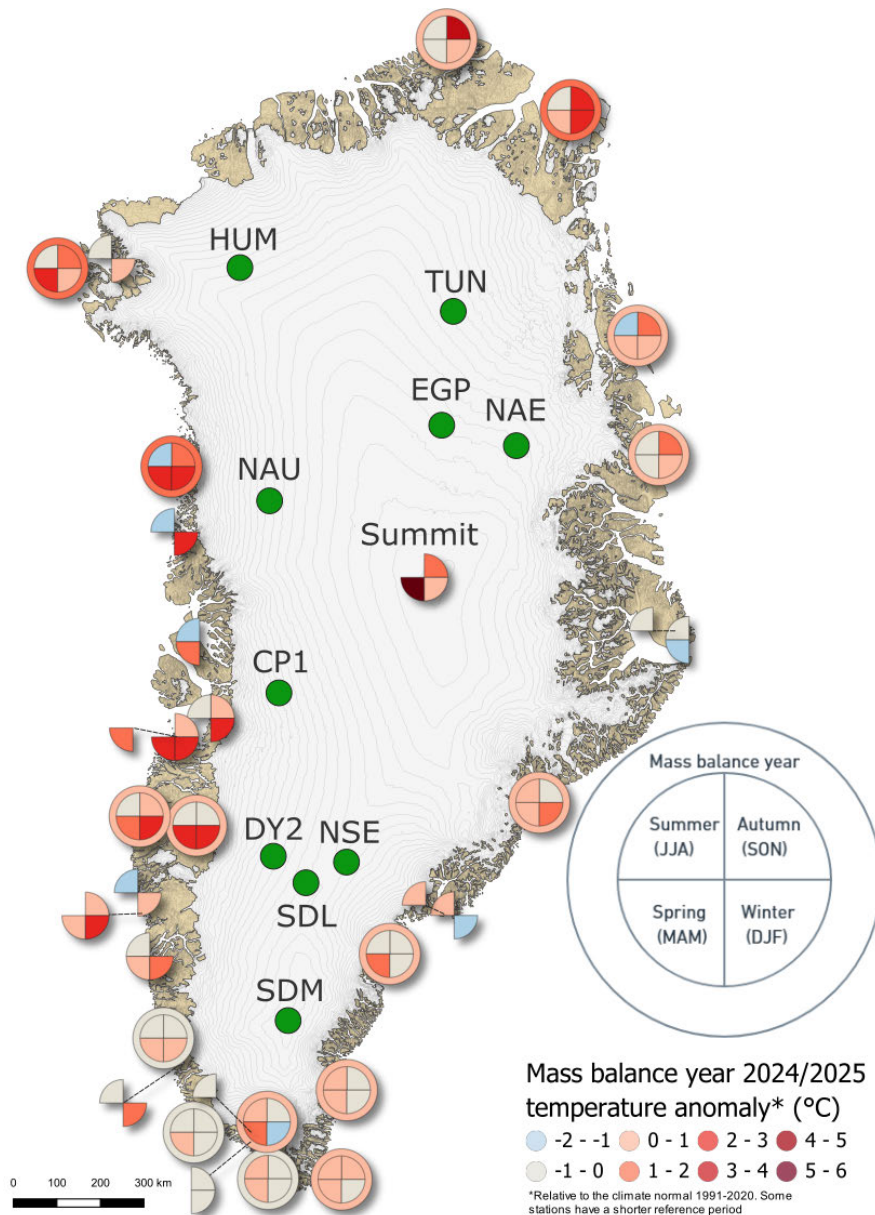 HUM
TUN
EGP
NAE
NAU
Summit
CP1
DY2
NSE
SDL
SDM
Mass balance year
Summer
(JJA)
Autumn
(SON)
Spring
(MAM)
Winter
(DJF)
Mass balance year 2024/2025
temperature anomaly* (°C)
-2 - -1
0 - 1
2 - 3
4 - 5
-1 - 0
1 - 2
3 - 4
5 - 6
*Relative to the climate normal 1991-2020. Some
stations have a shorter reference period
0 100 200 300 km